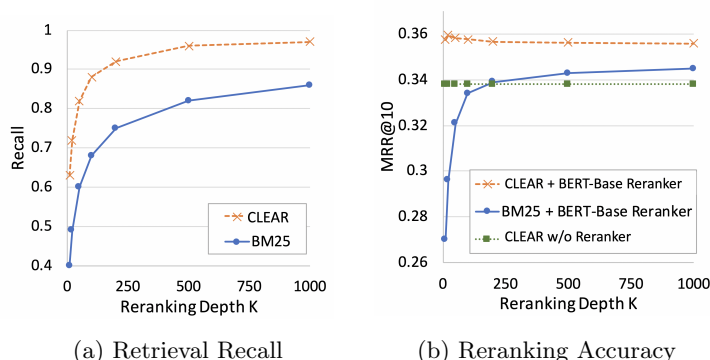 1
0.9
0.8
0.7
0.6
0.5
0.4
Recall
0 250 500 750 1000
Reranking Depth K
CLEAR
BM25
(a) Retrieval Recall
0.36
0.34
0.32
0.3
0.28
0.26
MRR@10
0 250 500 750 1000
Reranking Depth K
CLEAR + BERT-Base Reranker
BM25 + BERT-Base Reranker
CLEAR w/o Reranker
(b) Reranking Accuracy